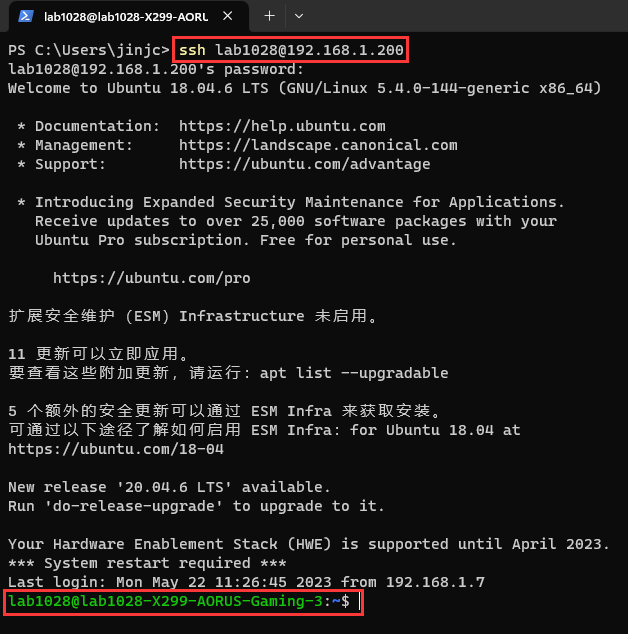 lab1028@lab1028-X299-AORU
PS C:\Users\jinjc> ssh lab1028@192.168.1.200
lab1028@192.168.1.200's password:
Welcome to Ubuntu 18.04.6 LTS (GNU/Linux 5.4.0-144-generic x86_64)
* Documentation:  https://help.ubuntu.com
* Management:     https://landscape.canonical.com
* Support:        https://ubuntu.com/advantage
* Introducing Expanded Security Maintenance for Applications.
Receive updates to over 25,000 software packages with your
Ubuntu Pro subscription. Free for personal use.
https://ubuntu.com/pro
扩展安全维护 (ESM) Infrastructure 未启用。
11 更新可以立即应用。
要查看这些附加更新，请运行：apt list --upgradable
5 个额外的安全更新可以通过 ESM Infra 来获取安装。
可通过以下途径了解如何启用 ESM Infra：for Ubuntu 18.04 at
https://ubuntu.com/18-04
New release '20.04.6 LTS' available.
Run 'do-release-upgrade' to upgrade to it.
Your Hardware Enablement Stack (HWE) is supported until April 2023.
*** System restart required ***
Last login: Mon May 22 11:26:45 2023 from 192.168.1.7
lab1028@lab1028-X299-AORUS-Gaming-3:~$